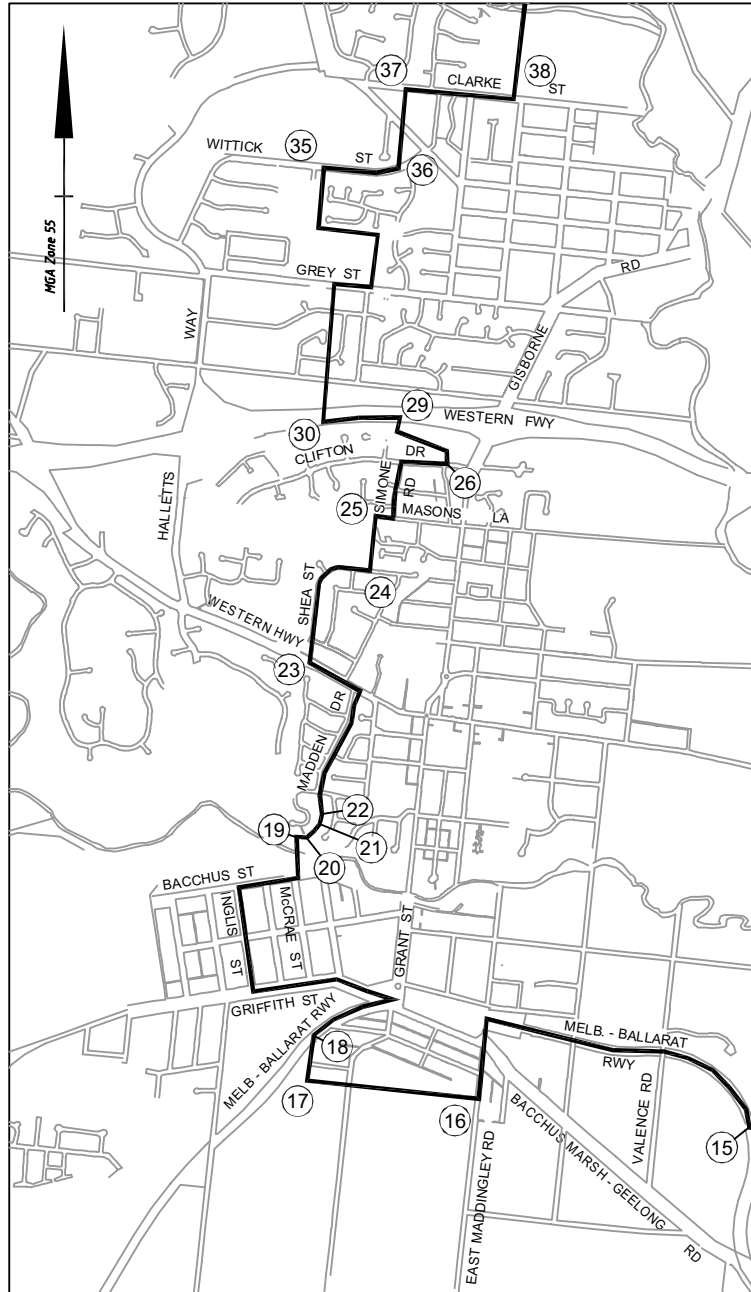 37
CLARKE ST
38
WITTICK ST
35
36
MGA Zone 55
GREY ST
RD
WAY
GISBORNE
29
WESTERN FWY
30
CLIFTON DR
26
SIMONE RD
25
MASONS LA
HALLETTS
SHEA ST
24
WESTERN HWY
23
MADDEN DR
22
19
21
20
BACCHUS ST
INGLIS ST
McCRAE ST
GRANT ST
GRIFFITH ST
MELB - BALLARAT RWY
MELB. - BALLARAT RWY
18
17
16
VALENCE RD
15
BACCHUS MARSH - GEELONG RD
EAST MADDINGLEY RD